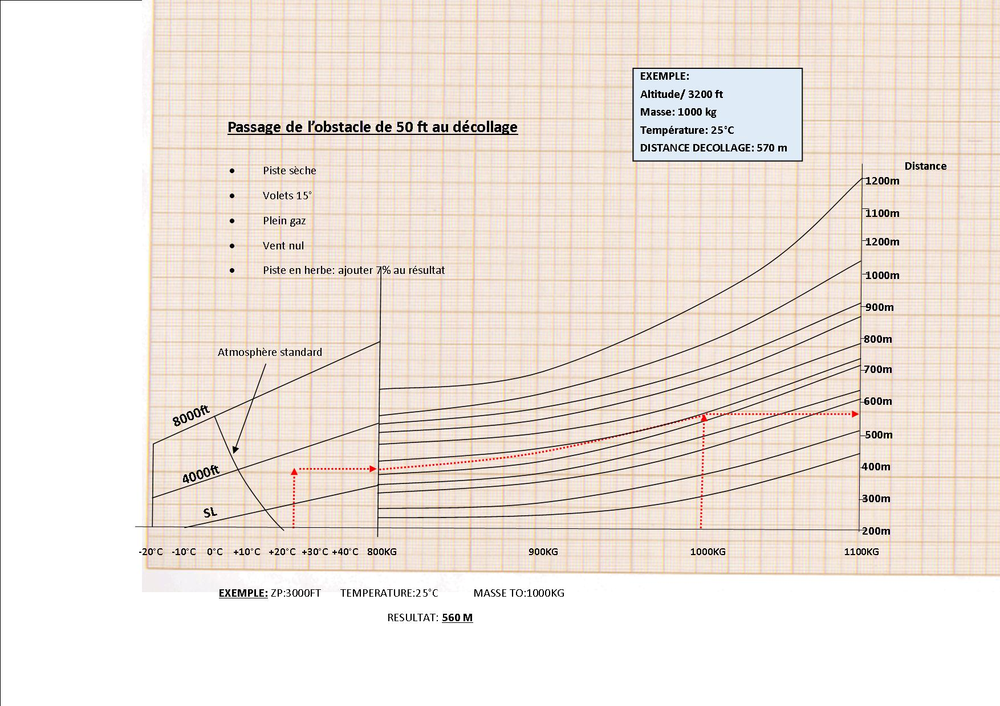 EXEMPLE:
Altitude/ 3200 ft
Masse: 1000 kg
Température: 25°C
DISTANCE DECOLLAGE: 570 m
Passage de l’obstacle de 50 ft au décollage
• Piste sèche
• Volets 15°
• Plein gaz
• Vent nul
• Piste en herbe: ajouter 7% au résultat
Distance
1200m
1100m
1200m
1000m
900m
800m
700m
600m
500m
400m
300m
200m
Atmosphère standard
8000ft
4000ft
SL
-20°C -10°C 0°C +10°C +20°C +30°C +40°C 800KG 900KG 1000KG 1100KG
EXEMPLE: ZP:3000FT TEMPERATURE:25°C MASSE TO:1000KG
RESULTAT: 560 M